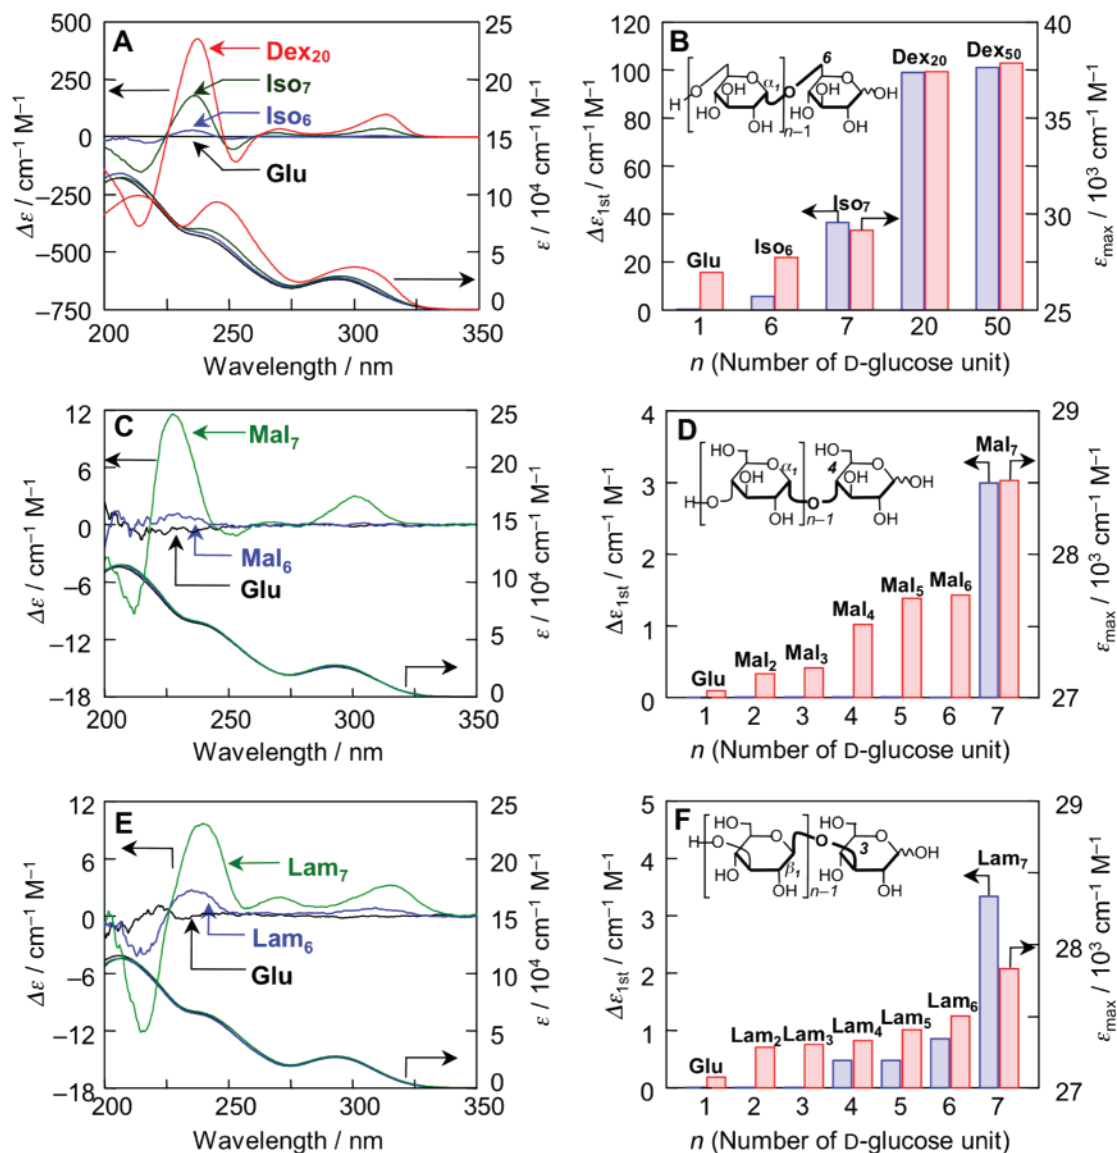 A
500
250
0
−250
−500
−750
Δε / cm⁻¹ M⁻¹
25
20
15
10
5
0
ε / 10⁴ cm⁻¹ M⁻¹
Dex₂₀
Iso₇
Iso₆
Glu
200
250
300
350
Wavelength / nm
B
120
100
80
60
40
20
0
Δε₁ₛₜ / cm⁻¹ M⁻¹
40
35
30
25
εₘₐₓ / 10³ cm⁻¹ M⁻¹
Glu
Iso₆
Iso₇
Dex₂₀
Dex₅₀
H O OH HO HO α₁ O n−1 6 O OH HO HO OH OH
1 6 7 20 50
n (Number of D-glucose unit)
C
12
6
0
−6
−12
−18
Δε / cm⁻¹ M⁻¹
25
20
15
10
5
0
ε / 10⁴ cm⁻¹ M⁻¹
Mal₇
Mal₆
Glu
200
250
300
350
Wavelength / nm
D
4
3
2
1
0
Δε₁ₛₜ / cm⁻¹ M⁻¹
29
28
27
εₘₐₓ / 10³ cm⁻¹ M⁻¹
Glu
Mal₂
Mal₃
Mal₄
Mal₅
Mal₆
Mal₇
HO H O O α₁ OH OH O n−1 HO 4 O OH HO OH OH
1 2 3 4 5 6 7
n (Number of D-glucose unit)
E
12
6
0
−6
−12
−18
Δε / cm⁻¹ M⁻¹
25
20
15
10
5
0
ε / 10⁴ cm⁻¹ M⁻¹
Lam₇
Lam₆
Glu
200
250
300
350
Wavelength / nm
F
5
4
3
2
1
0
Δε₁ₛₜ / cm⁻¹ M⁻¹
29
28
27
εₘₐₓ / 10³ cm⁻¹ M⁻¹
Glu
Lam₂
Lam₃
Lam₄
Lam₅
Lam₆
Lam₇
HO H O O HO β₁ OH O n−1 HO 3 O HO OH OH
1 2 3 4 5 6 7
n (Number of D-glucose unit)